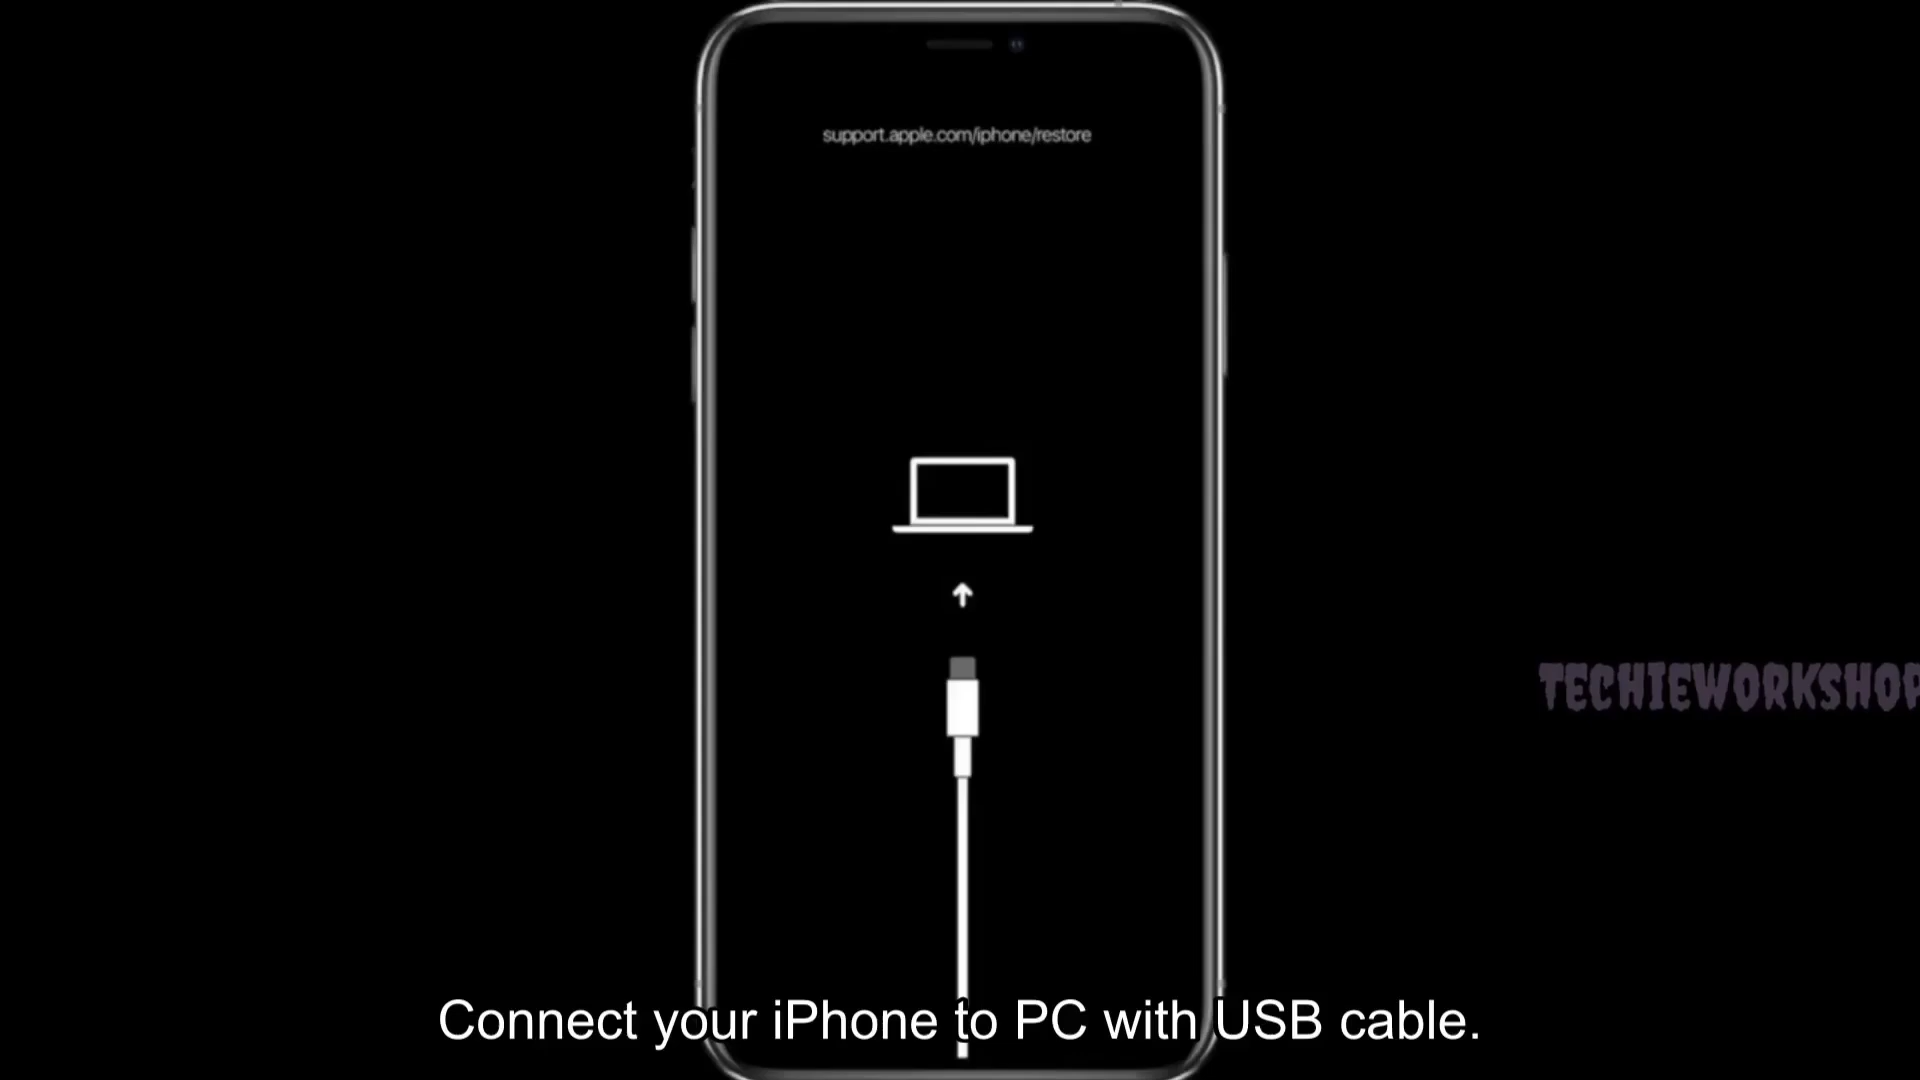 support.apple.com/iphone/restore
TECHIEWORKSHOP
Connect your iPhone to PC with USB cable.